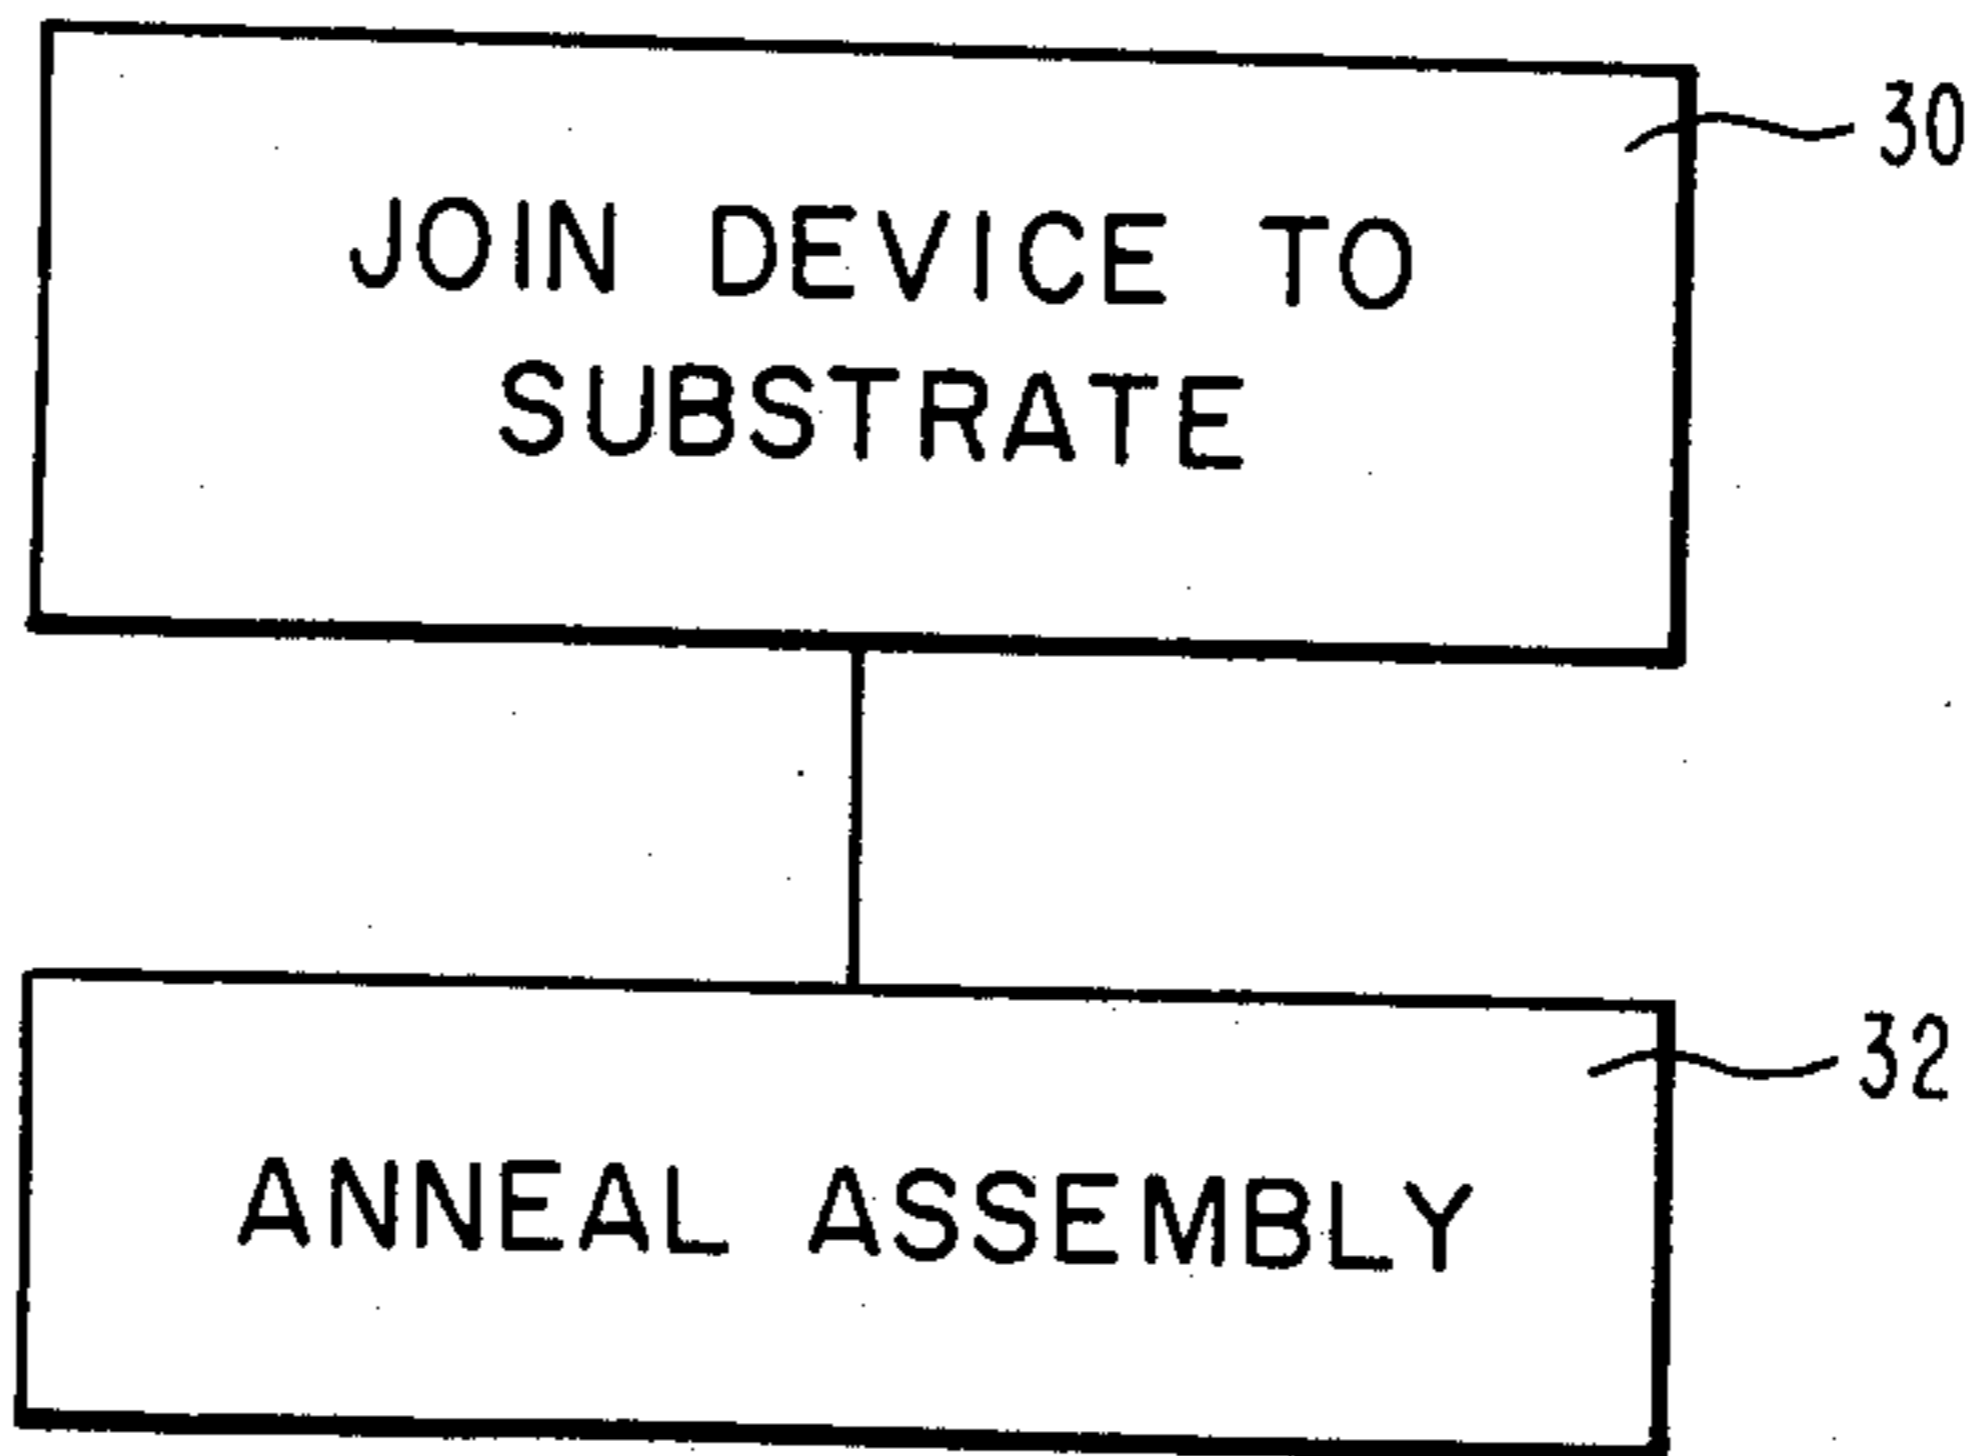 30
JOIN DEVICE TO
SUBSTRATE
32
ANNEAL ASSEMBLY